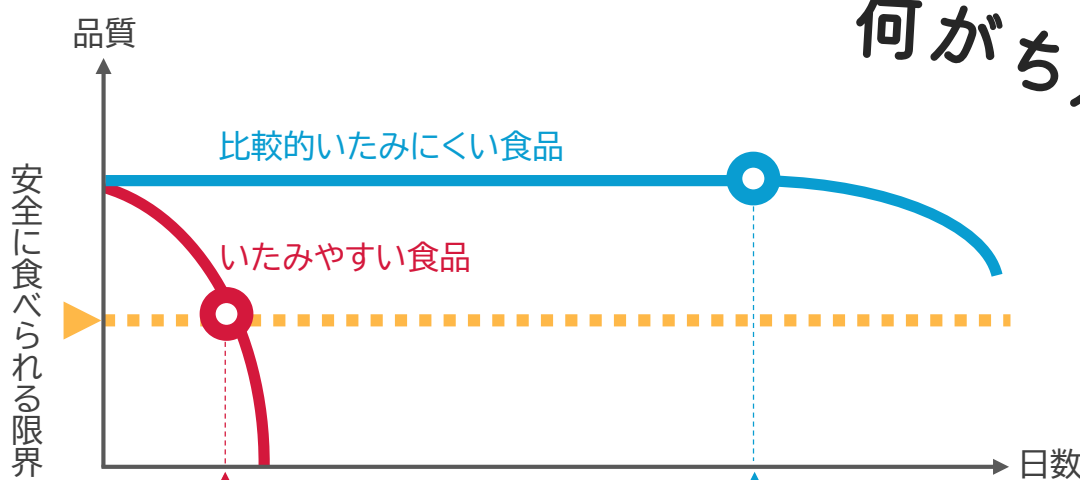 品質
何がち
比較的いたみにくい食品
いたみやすい食品
安全に食べられる限界
日数